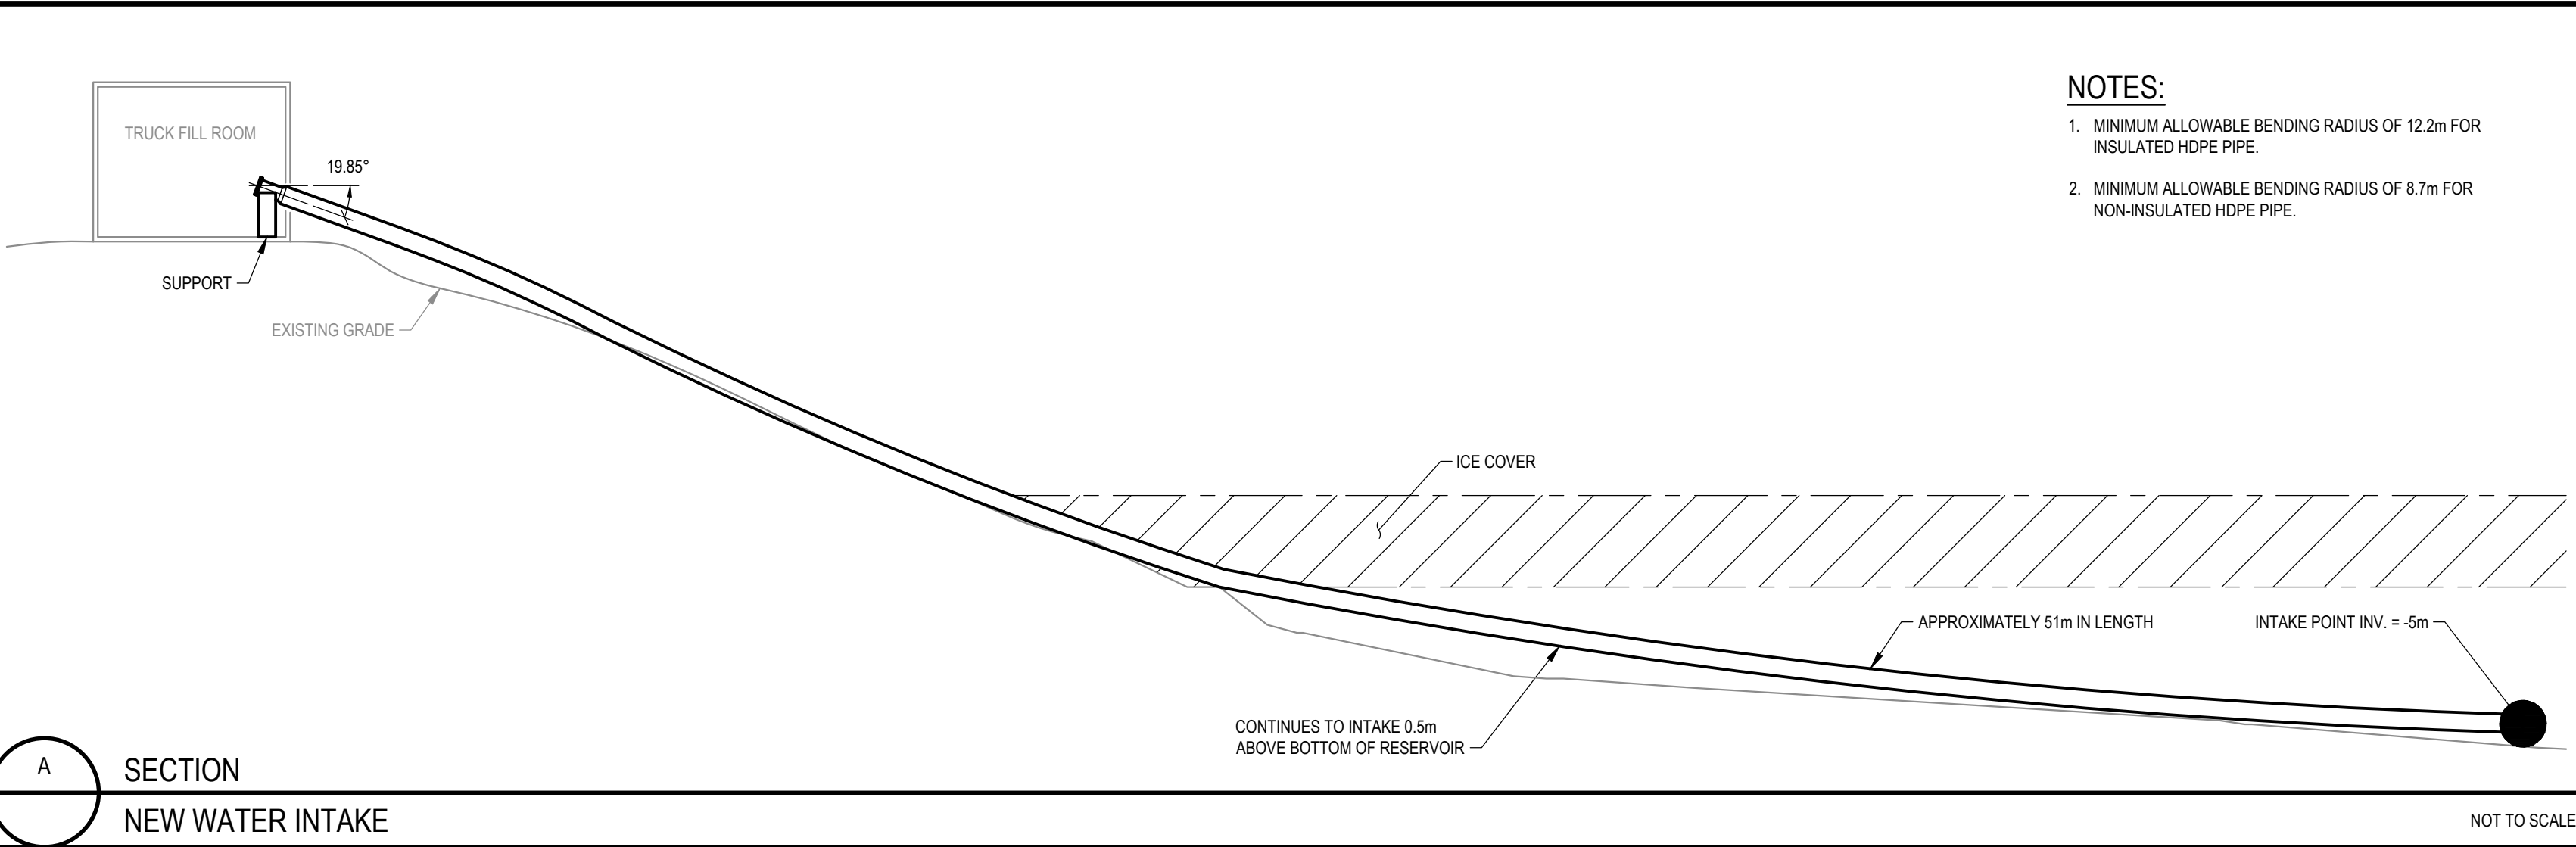 NOTES:
1. MINIMUM ALLOWABLE BENDING RADIUS OF 12.2m FOR
INSULATED HDPE PIPE.
2. MINIMUM ALLOWABLE BENDING RADIUS OF 8.7m FOR
NON-INSULATED HDPE PIPE.
TRUCK FILL ROOM
19.85°
SUPPORT
EXISTING GRADE
ICE COVER
APPROXIMATELY 51m IN LENGTH
INTAKE POINT INV. = -5m
CONTINUES TO INTAKE 0.5m
ABOVE BOTTOM OF RESERVOIR
A
SECTION
NEW WATER INTAKE
NOT TO SCALE